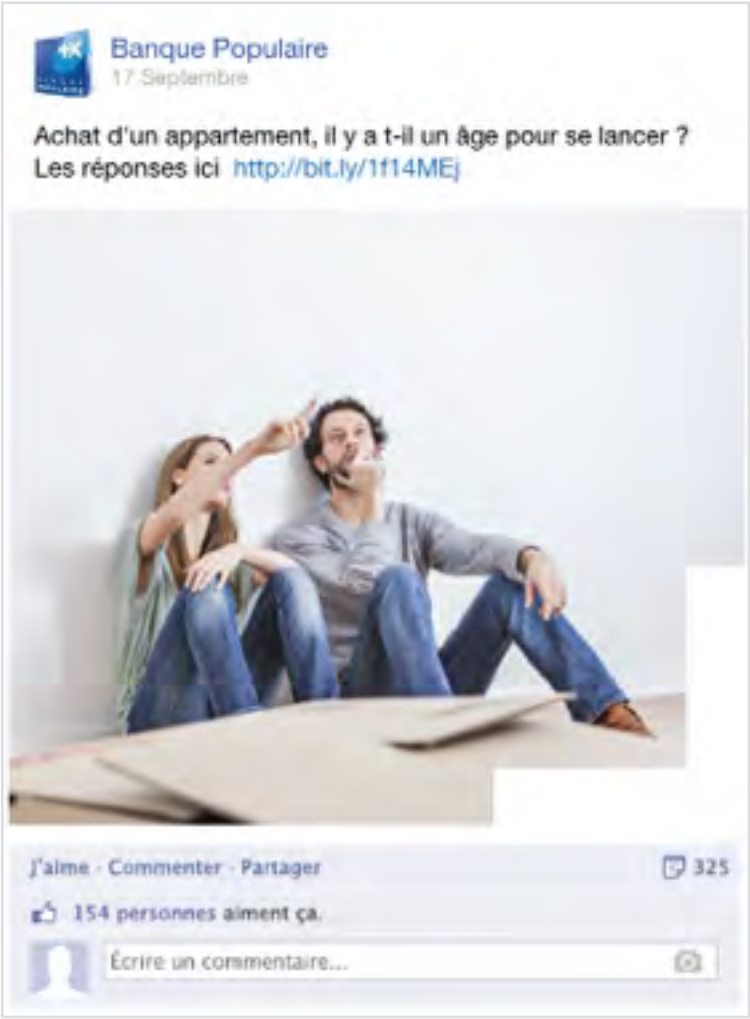 Banque Populaire
17 Septembre
Achat d'un appartement, il y a t-il un âge pour se lancer ?
Les réponses ici http://bit.ly/1f14MEj
J'aime · Commenter · Partager
325
154 personnes aiment ça.
Écrire un commentaire...